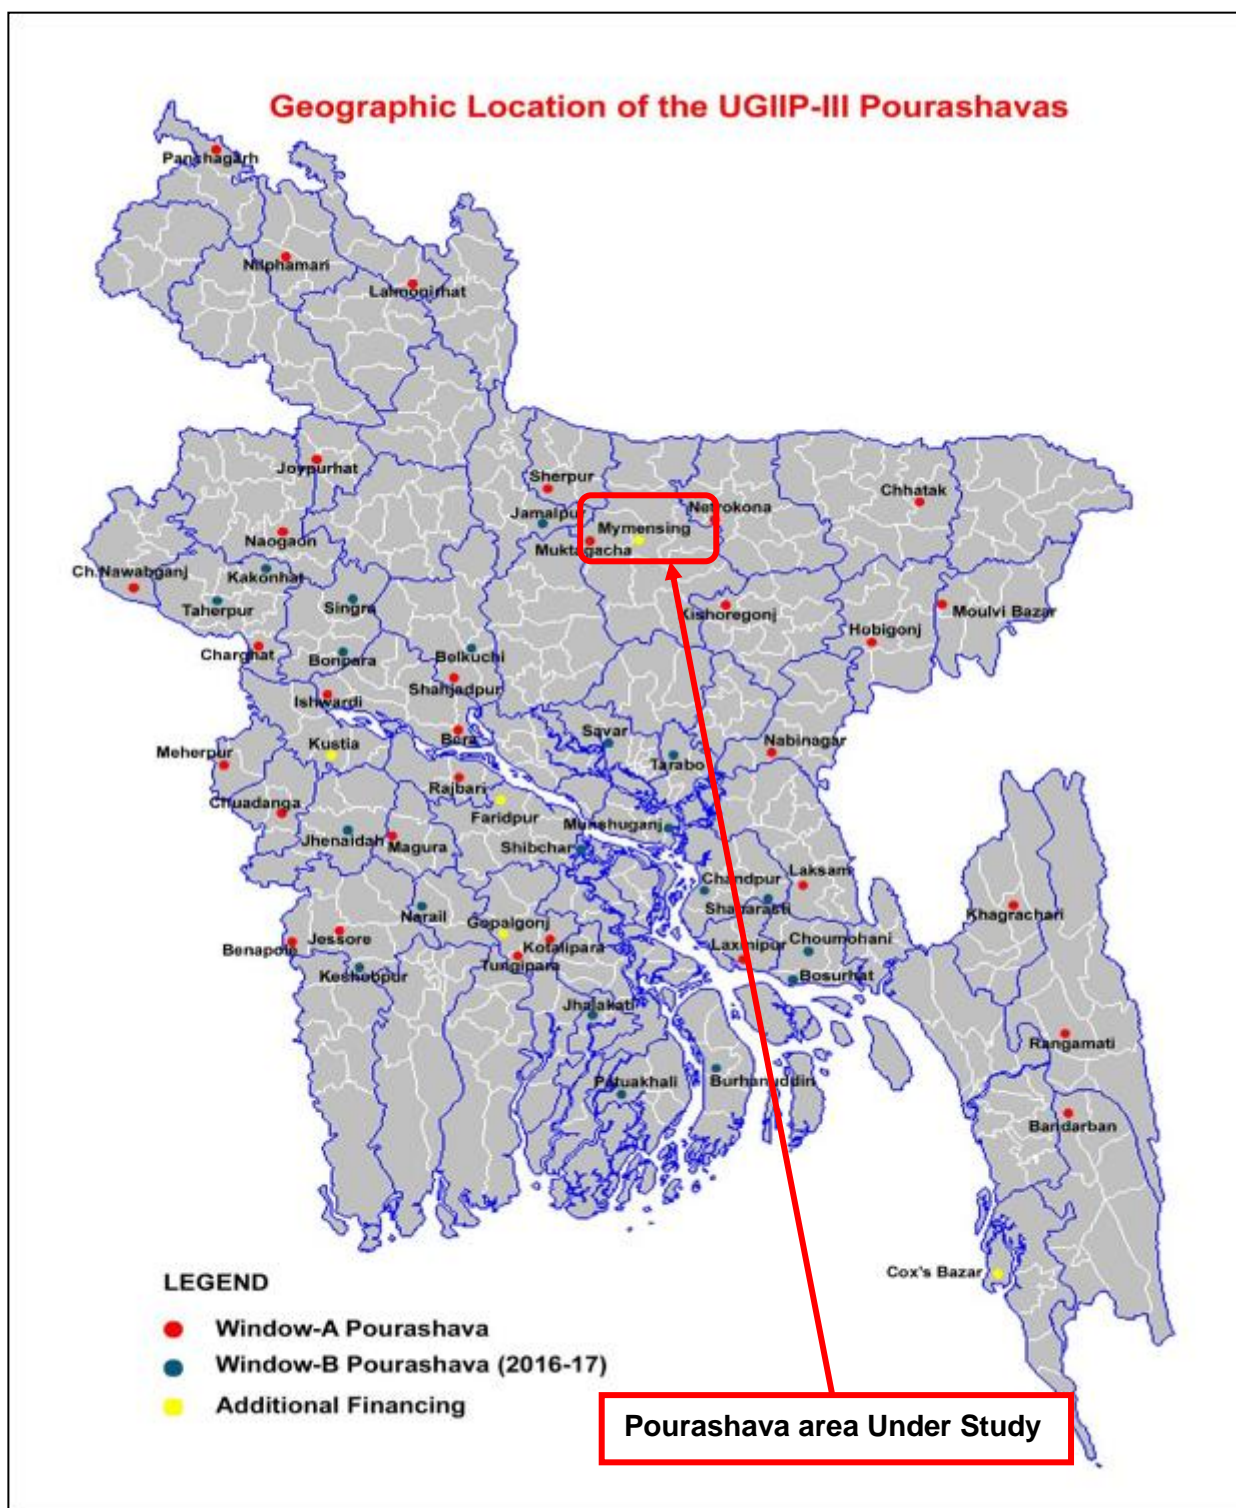 Geographic Location of the UGIIP-III Pourashavas
Panchagarh
Nilphamari
Lalmonirhat
Joypurhat
Sherpur
Chhatak
Jamalpur
Netrokona
Mymensing
Naogaon
Muktagacha
Ch.Nawabganj
Kakonhat
Taherpur
Singra
Kishoregonj
Moulvi Bazar
Hobigonj
Charghat
Bonpara
Belkuchi
Shahjadpur
Ishwardi
Bera
Savar
Meherpur
Kustia
Nabinagar
Tarabo
Rajbari
Chuadanga
Faridpur
Munshuganj
Jhenaidah
Magura
Shibchar
Chandpur
Laksam
Shaharasti
Khagrachari
Narail
Gopalgonj
Jessore
Kotalipara
Benapole
Laxmipur
Choumohani
Tungipara
Keshobpur
Bosurhat
Jhalakati
Rangamati
Patuakhali
Burhanuddin
Bandarban
Cox's Bazar
LEGEND
Window-A Pourashava
Window-B Pourashava (2016-17)
Additional Financing
Pourashava area Under Study